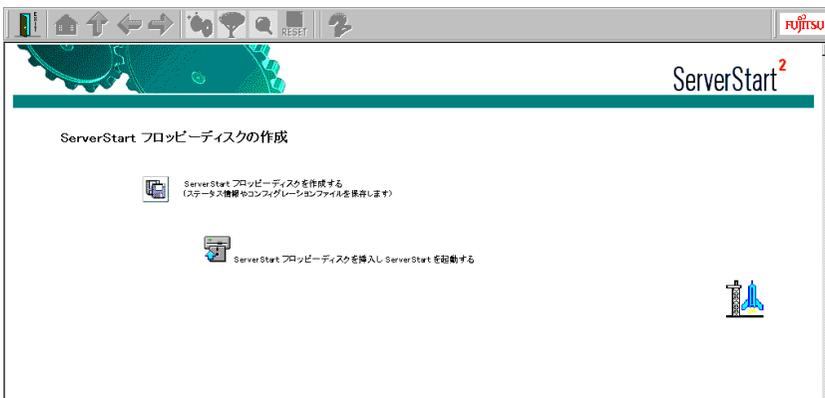 EXIT
RESET
FUJITSU
ServerStart2
ServerStart フロッピーディスクの作成
ServerStart フロッピーディスクを作成する
(ステータス情報やコンフィグレーションファイルを保存します)
ServerStart フロッピーディスクを挿入し ServerStart を起動する